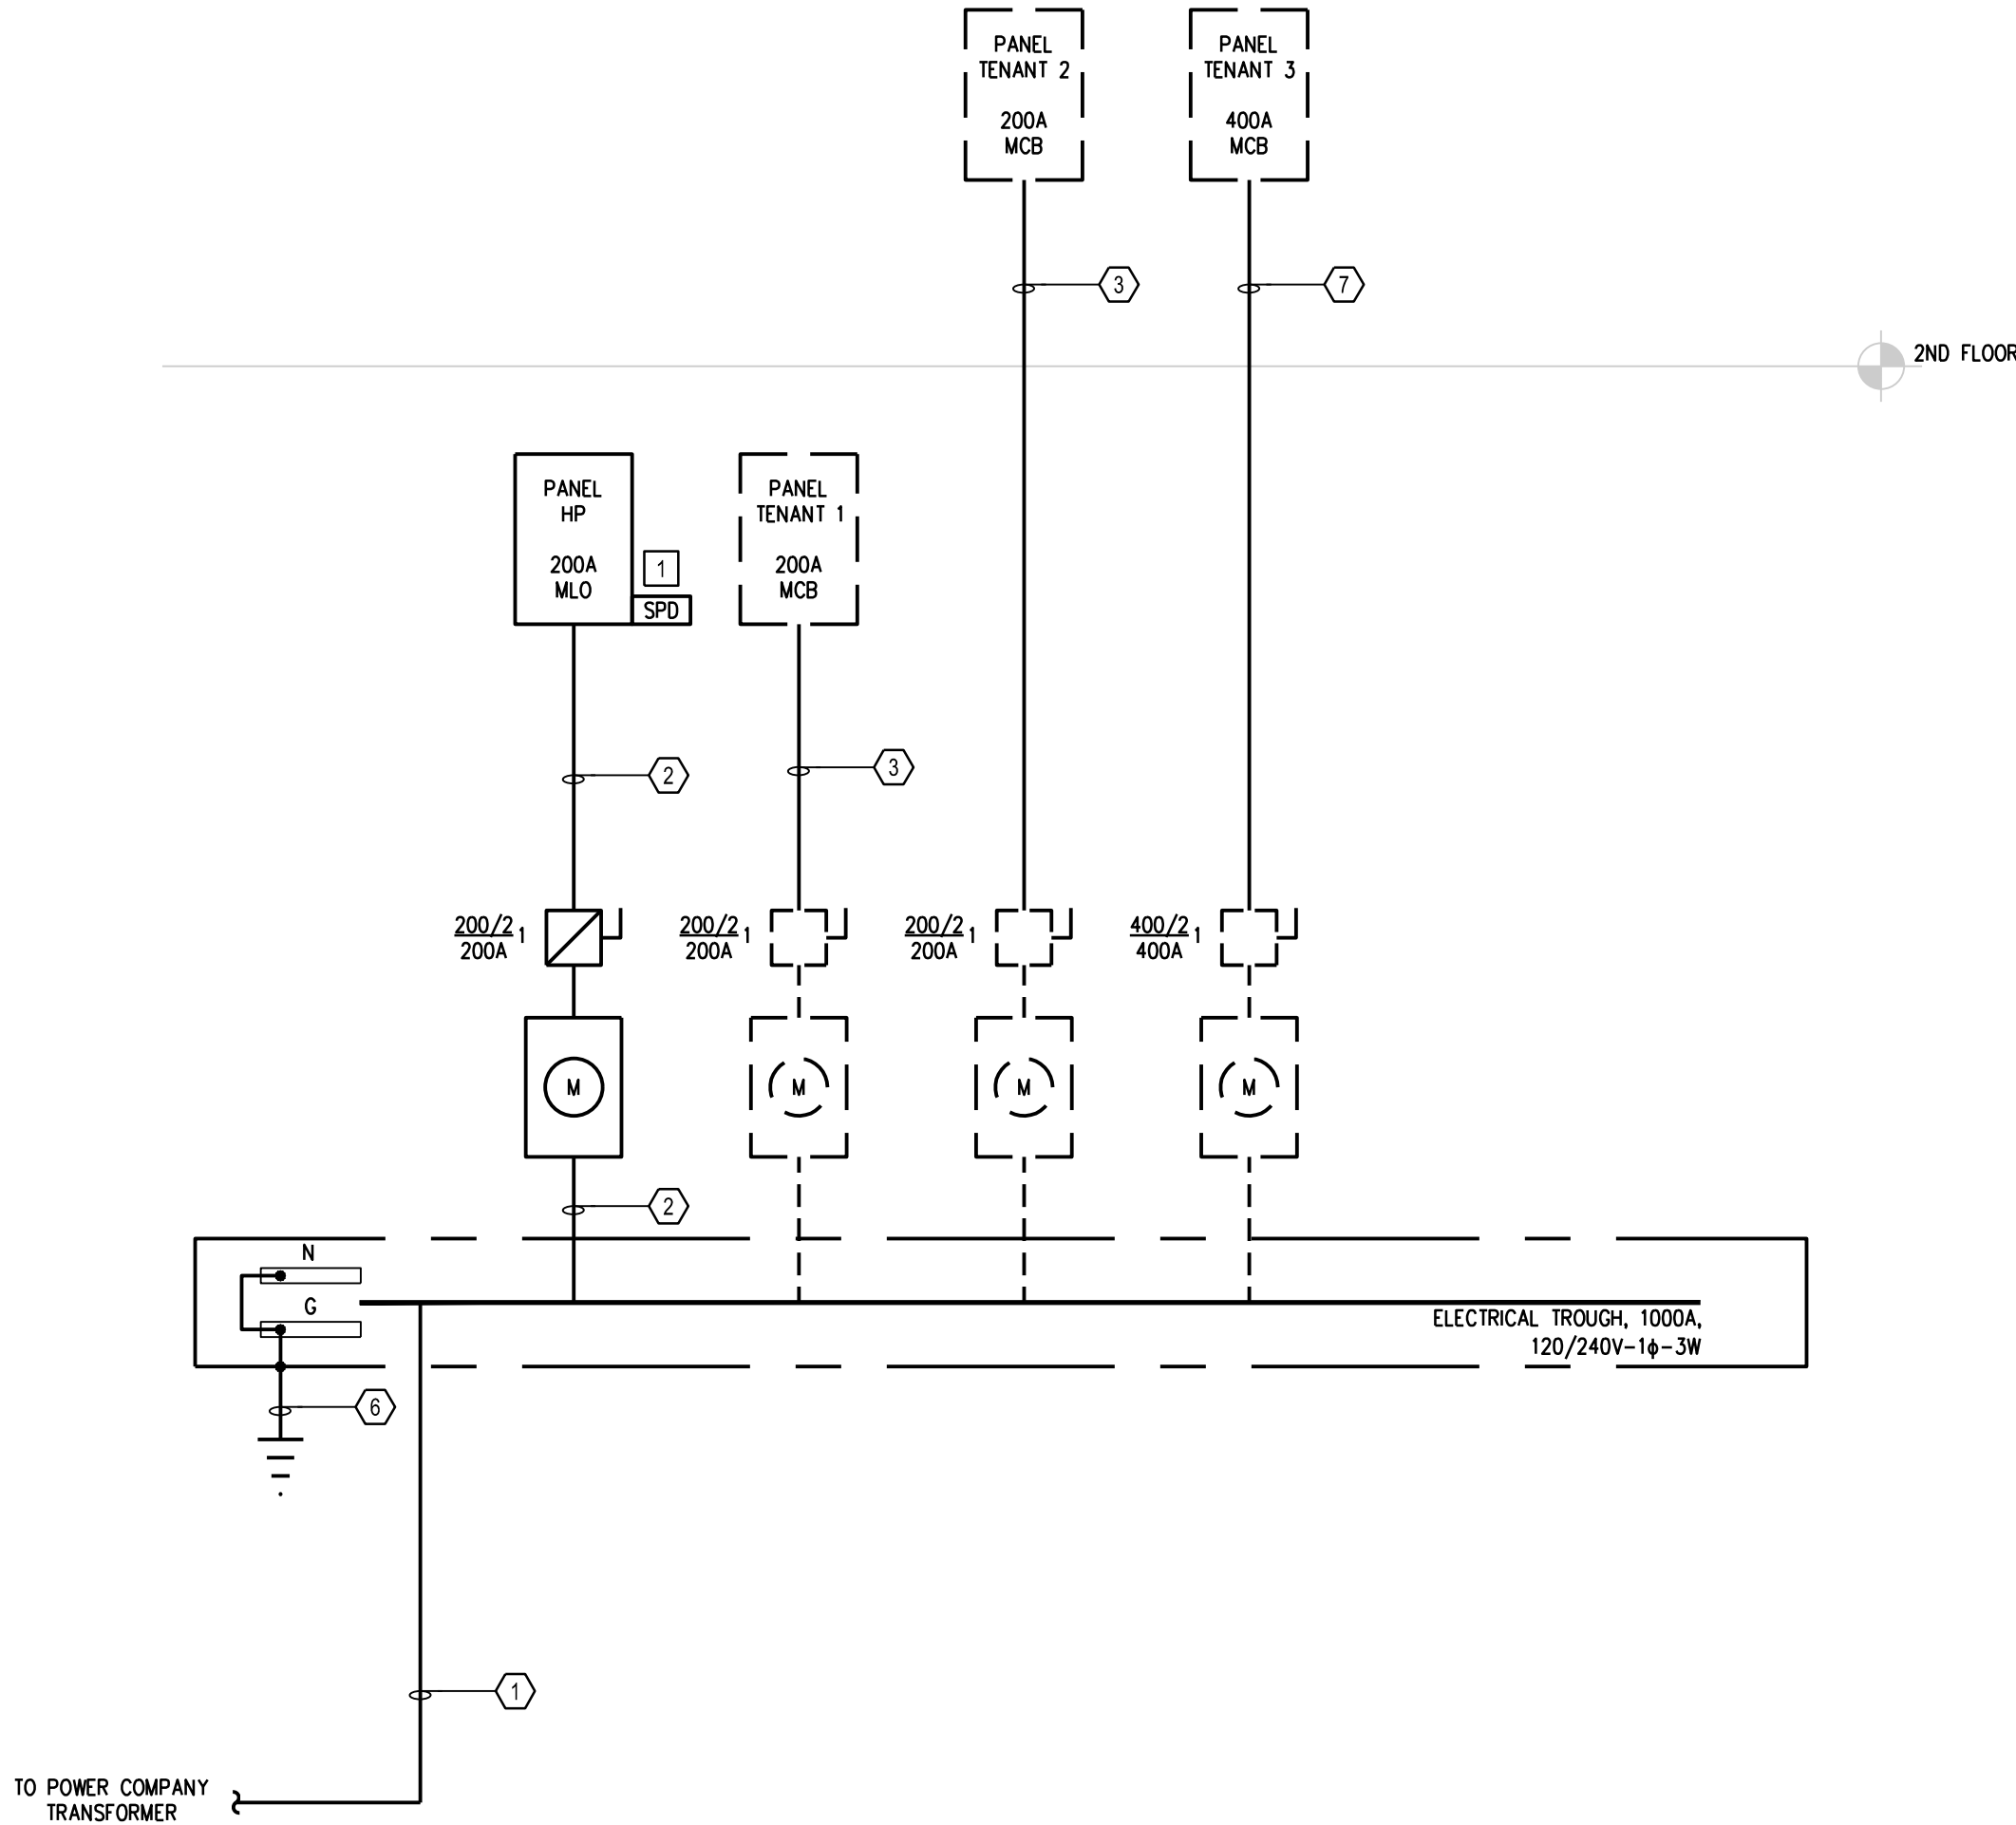 PANEL
TENANT 2
200A
MCB
PANEL
TENANT 3
400A
MCB
3
7
2ND FLOOR
PANEL
HP
200A
MLO
1
SPD
PANEL
TENANT 1
200A
MCB
2
3
200/2
200A
1
200/2
200A
1
200/2
200A
1
400/2
400A
1
M
M
M
M
2
N
G
ELECTRICAL TROUGH, 1000A,
120/240V-1ϕ-3W
6
1
TO POWER COMPANY
TRANSFORMER